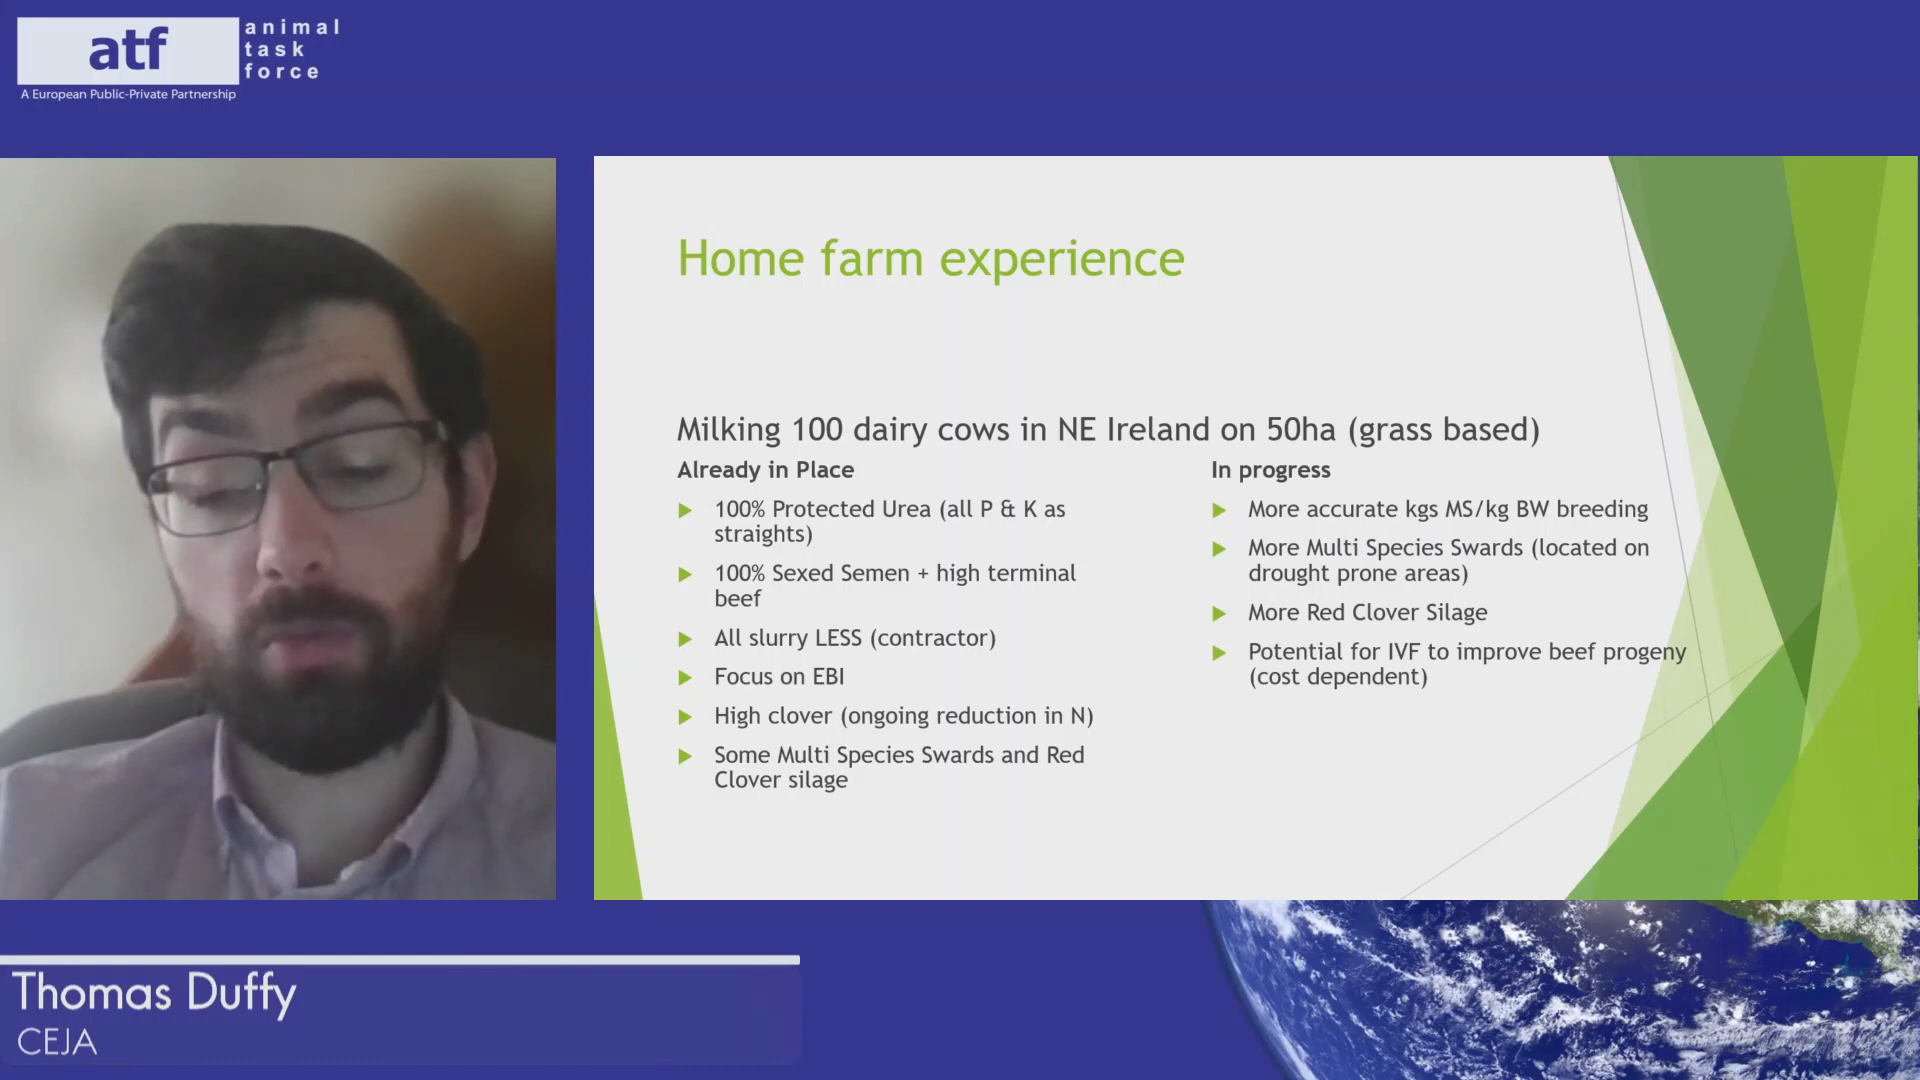 atf
animal
task
force
A European Public-Private Partnership
Home farm experience
Milking 100 dairy cows in NE Ireland on 50ha (grass based)
Already in Place
100% Protected Urea (all P & K as
straights)
100% Sexed Semen + high terminal
beef
All slurry LESS (contractor)
Focus on EBI
High clover (ongoing reduction in N)
Some Multi Species Swards and Red
Clover silage
In progress
More accurate kgs MS/kg BW breeding
More Multi Species Swards (located on
drought prone areas)
More Red Clover Silage
Potential for IVF to improve beef progeny
(cost dependent)
Thomas Duffy
CEJA